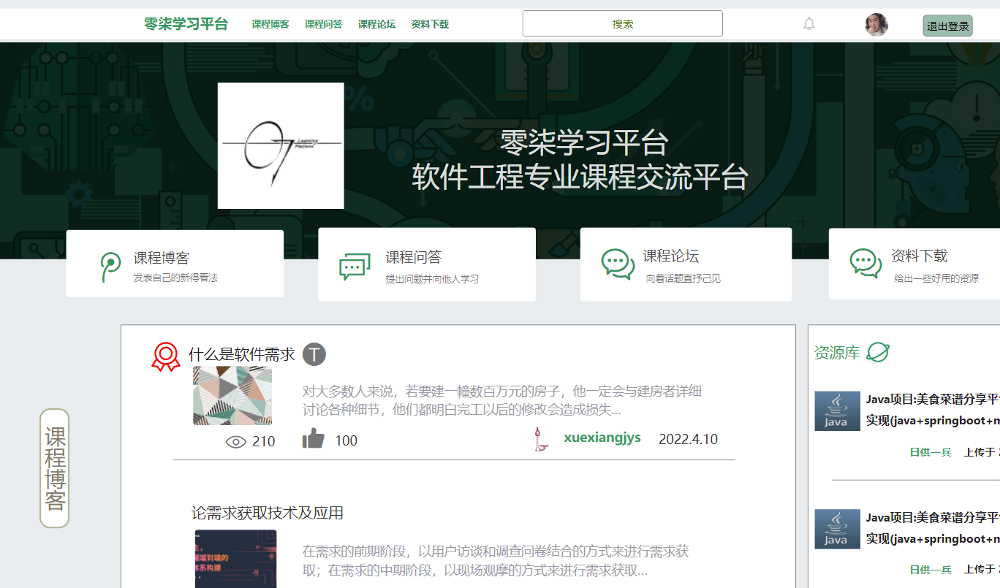 零柒学习平台 课程博客 课程问答 课程论坛 资料下载 搜索 退出登录
%
Learning
Platform
零柒学习平台
软件工程专业课程交流平台
课程博客
发表自己的新得看法
课程问答
提出问题并向他人学习
课程论坛
向着话题直抒己见
资料下载
给出一些好用的资源
什么是软件需求 T
对大多数人来说，若要建一幢数百万元的房子，他一定会与建房者详细
讨论各种细节，他们都明白完工以后的修改会造成损失...
210 100 xuexiangjys 2022.4.10
论需求获取技术及应用
端到端的
体系构建
在需求的前期阶段，以用户访谈和调查问卷结合的方式来进行需求获
取；在需求的中期阶段，以现场观摩的方式来进行需求获取...
课程博客
资源库
Java
Java项目:美食菜谱分享平
实现(java+springboot+m
日供一兵 上传于
Java
Java项目:美食菜谱分享平
实现(java+springboot+m
日供一兵 上传于